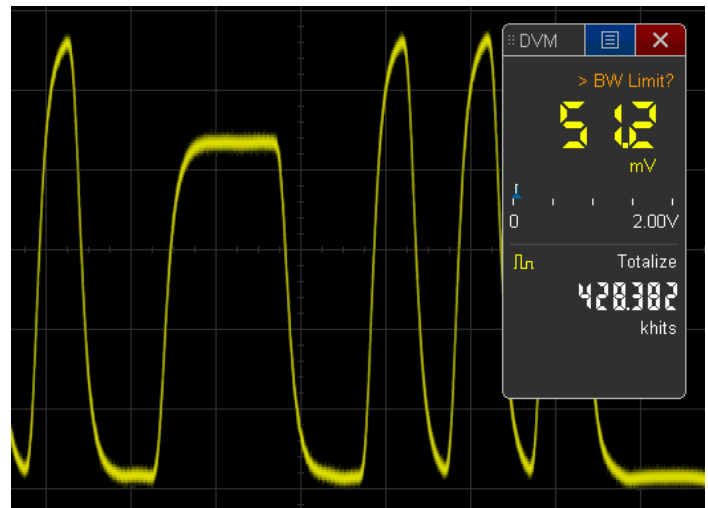 DVM
> BW Limit?
51.2
mV
0 2.00V
Totalize
428.382
khits